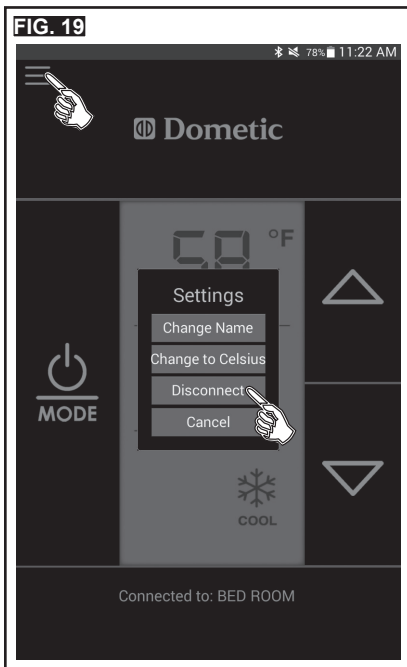 FIG. 19
78% 11:22 AM
Dometic
58 °F
Settings
Change Name
Change to Celsius
Disconnect
Cancel
MODE
COOL
Connected to: BED ROOM